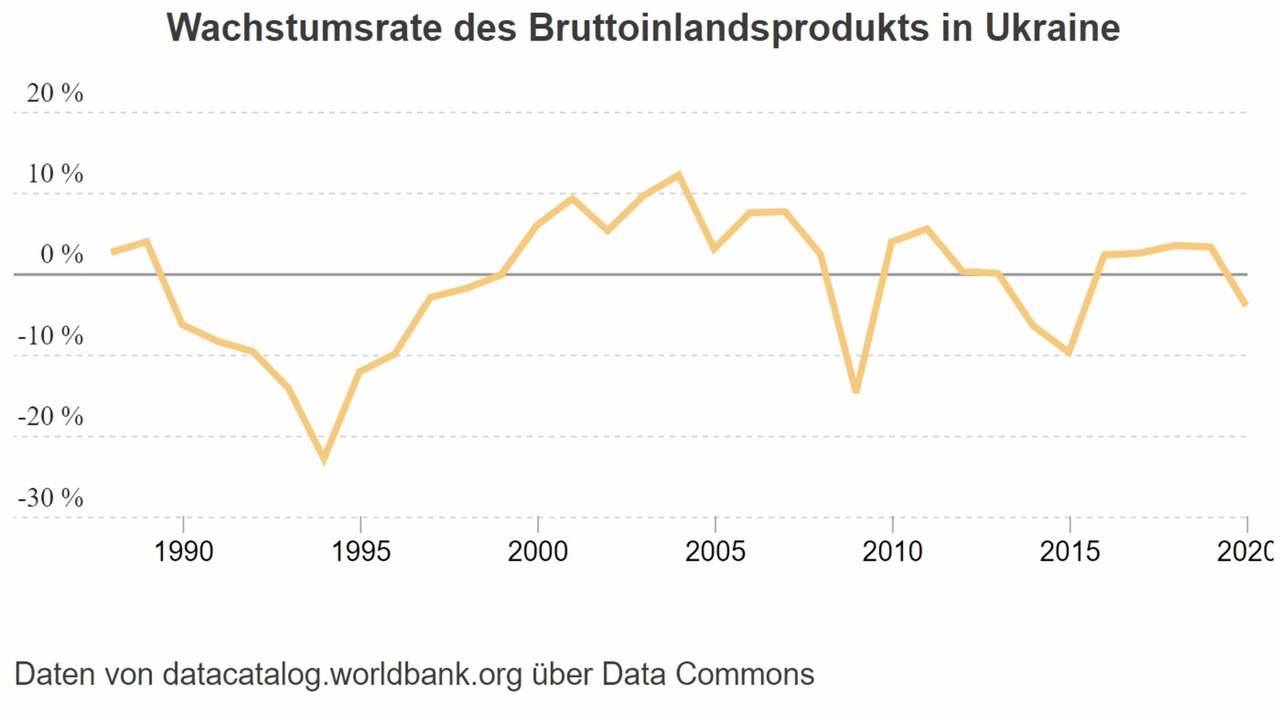 Wachstumsrate des Bruttoinlandsprodukts in Ukraine
20 %
10 %
0 %
-10 %
-20 %
-30 %
1990 1995 2000 2005 2010 2015 2020
Daten von datacatalog.worldbank.org über Data Commons